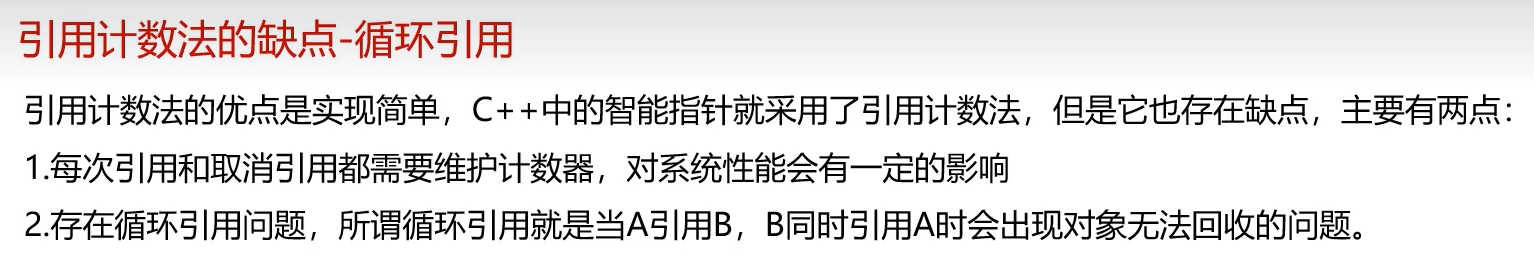 引用计数法的缺点-循环引用
引用计数法的优点是实现简单，C++中的智能指针就采用了引用计数法，但是它也存在缺点，主要有两点：
1.每次引用和取消引用都需要维护计数器，对系统性能会有一定的影响
2.存在循环引用问题，所谓循环引用就是当A引用B，B同时引用A时会出现对象无法回收的问题。